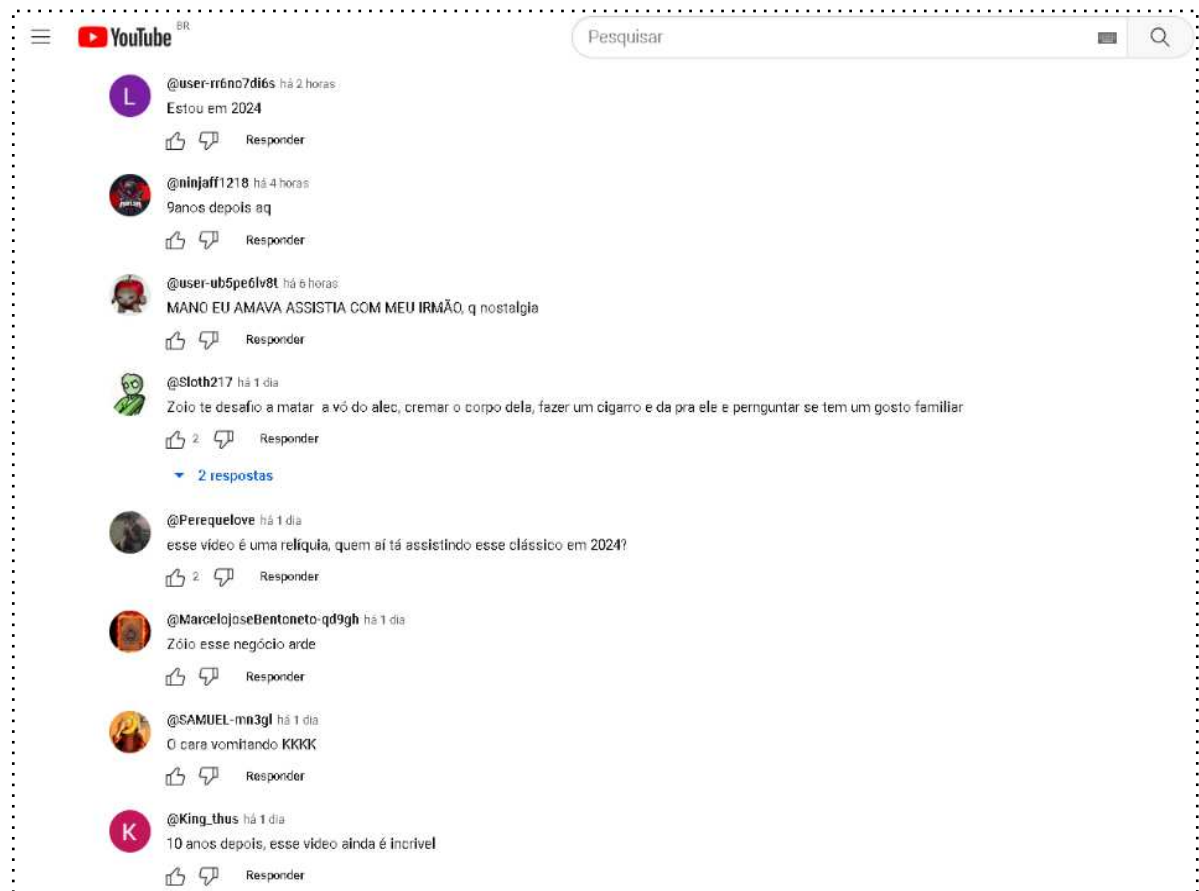 YouTube BR
Pesquisar
L
@user-rr6no7di6s há 2 horas
Estou em 2024
Responder
@ninjaff1218 há 4 horas
9anos depois aq
Responder
@user-ub5pe6lv8t há 6 horas
MANO EU AMAVA ASSISTIA COM MEU IRMÃO, q nostalgia
Responder
@Sloth217 há 1 dia
Zoio te desafio a matar a vó do alec, cremar o corpo dela, fazer um cigarro e da pra ele e pernguntar se tem um gosto familiar
2 Responder
2 respostas
@Perequelove há 1 dia
esse vídeo é uma relíquia, quem aí tá assistindo esse clássico em 2024?
2 Responder
@MarcelojoseBentoneto-qd9gh há 1 dia
Zóio esse negócio arde
Responder
@SAMUEL-mn3gl há 1 dia
O cara vomitando KKKK
Responder
K
@King_thus há 1 dia
10 anos depois, esse video ainda é incrivel
Responder